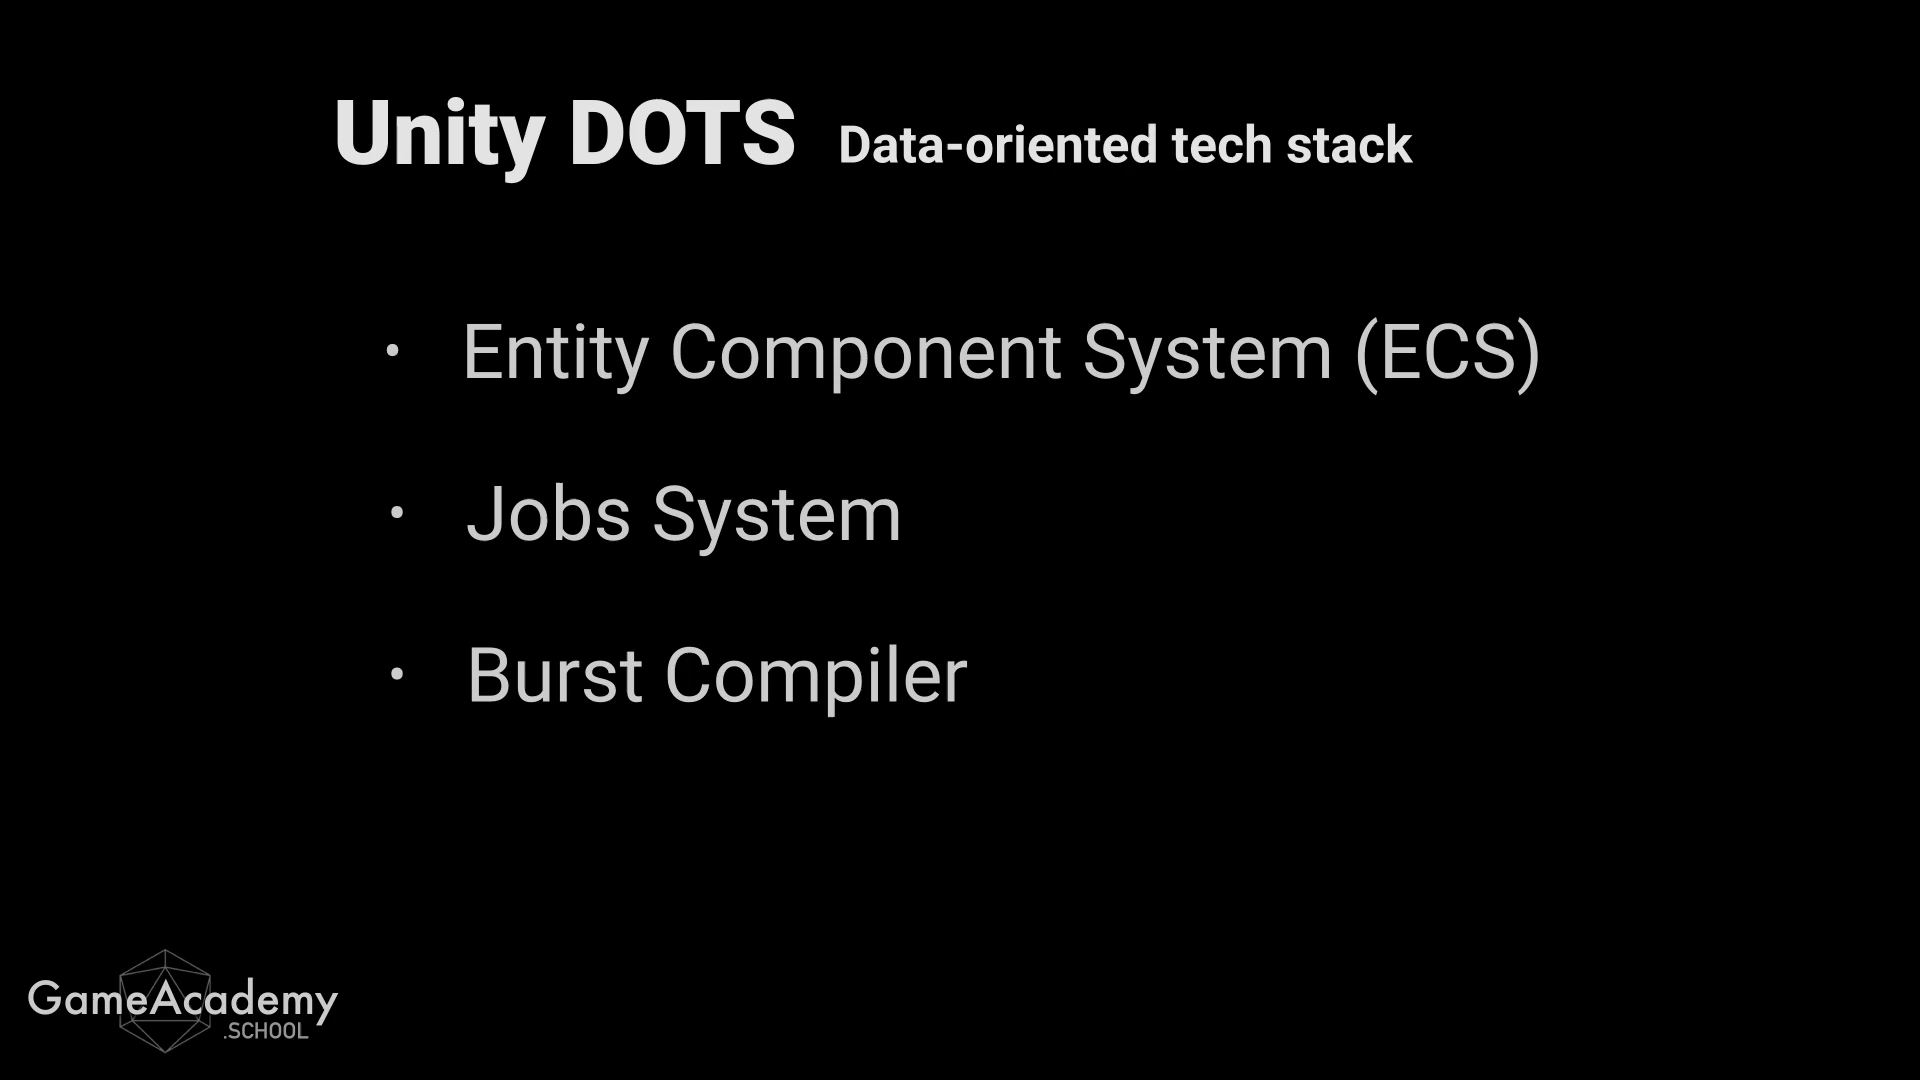 Unity DOTS Data-oriented tech stack
• Entity Component System (ECS)
• Jobs System
• Burst Compiler
GameAcademy
.SCHOOL